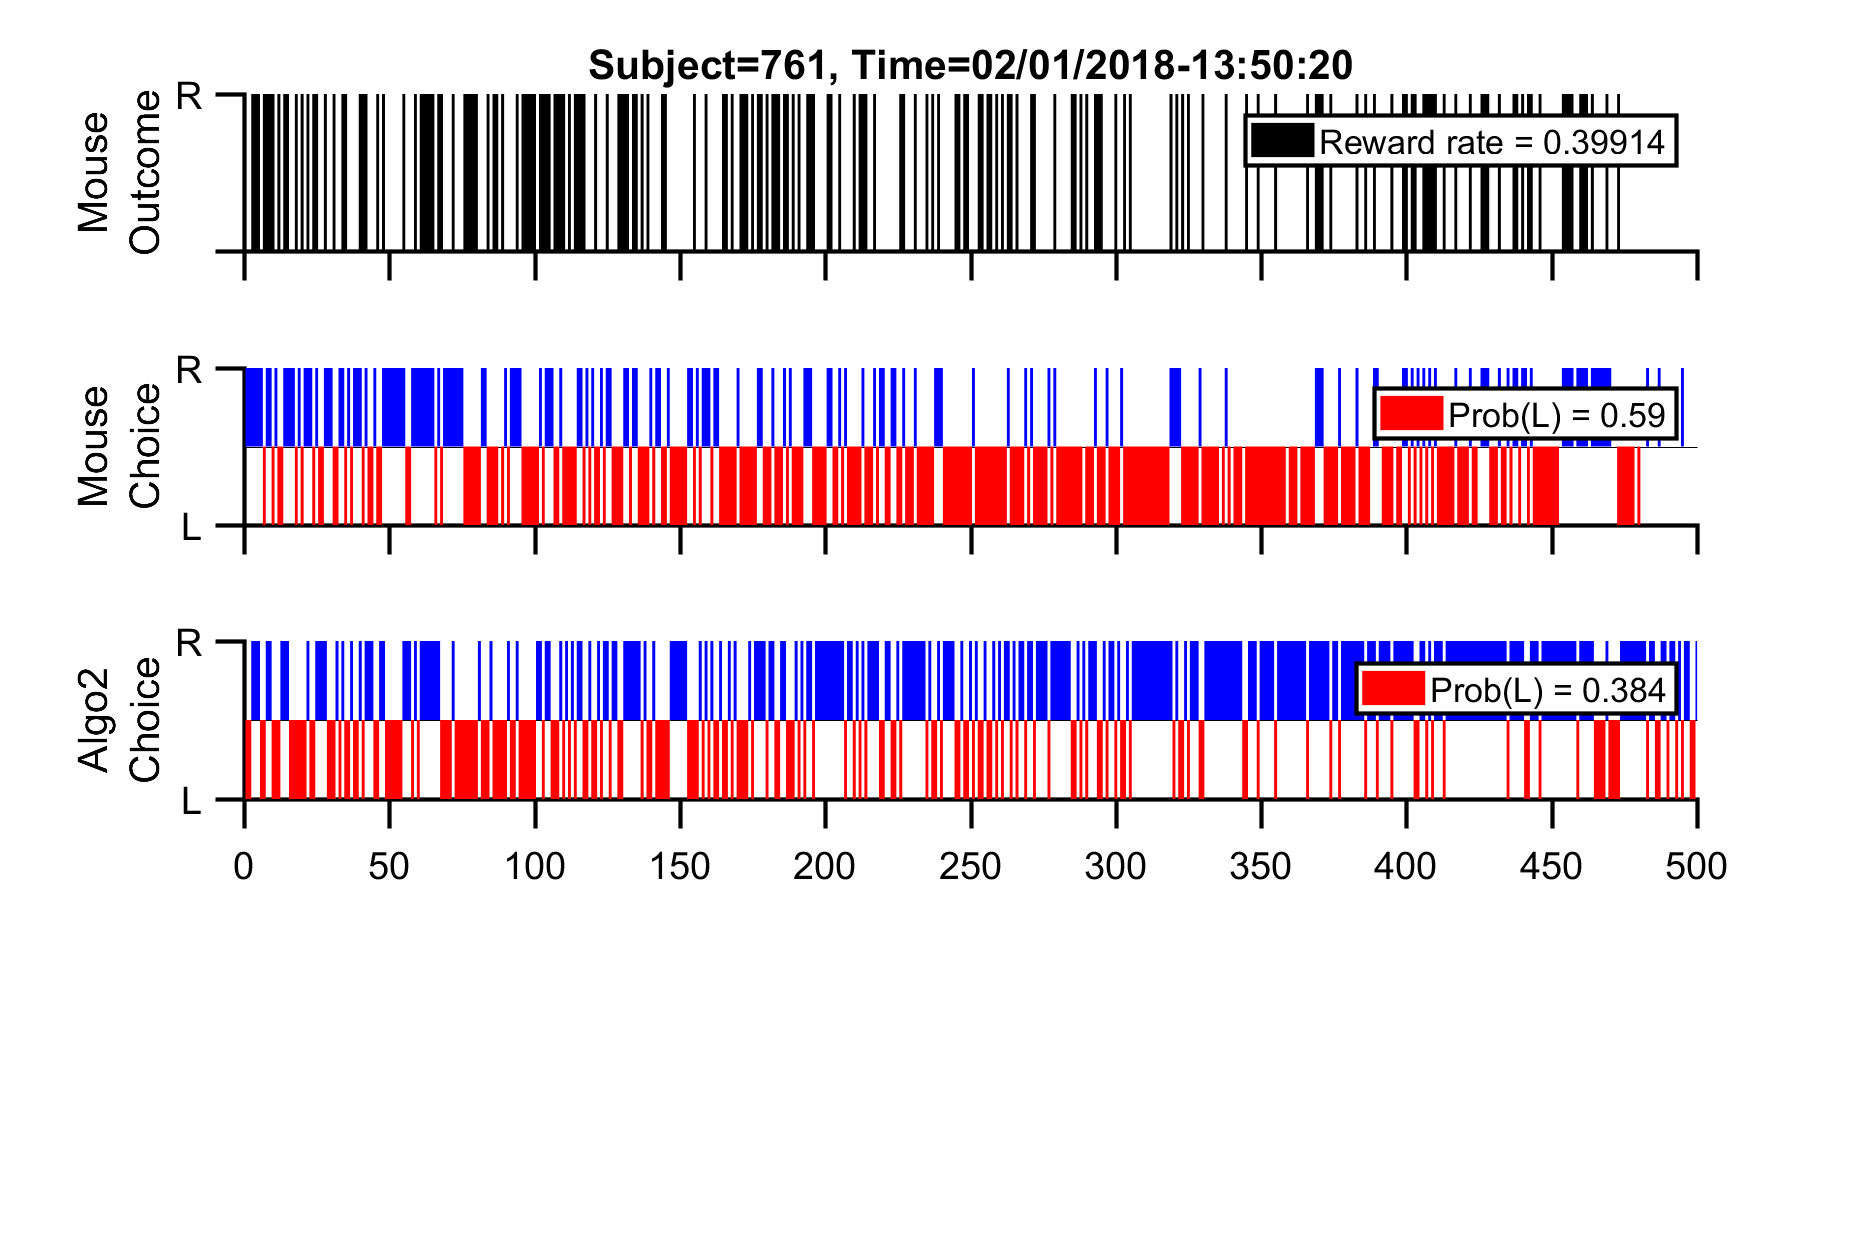 Subject=761, Time=02/01/2018-13:50:20
Mouse
Outcome
R
Reward rate = 0.39914
Mouse
Choice
R
L
Prob(L) = 0.59
Algo2
Choice
R
L
Prob(L) = 0.384
0 50 100 150 200 250 300 350 400 450 500